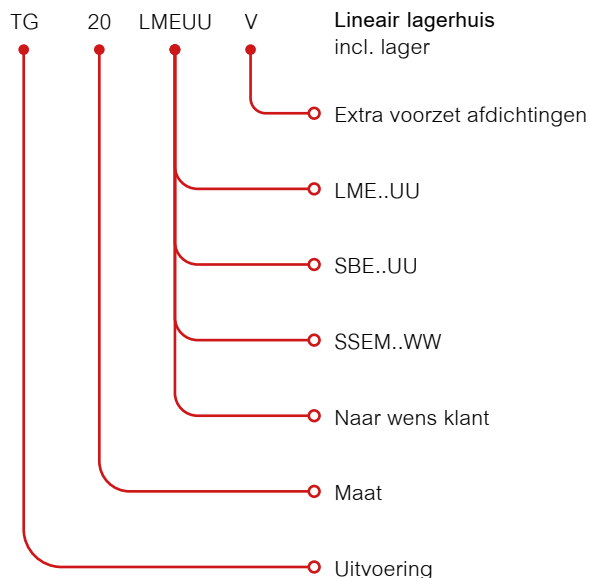 TG 20 LMEUU V Lineair lagerhuis
incl. lager
Extra voorzet afdichtingen
LME..UU
SBE..UU
SSEM..WW
Naar wens klant
Maat
Uitvoering